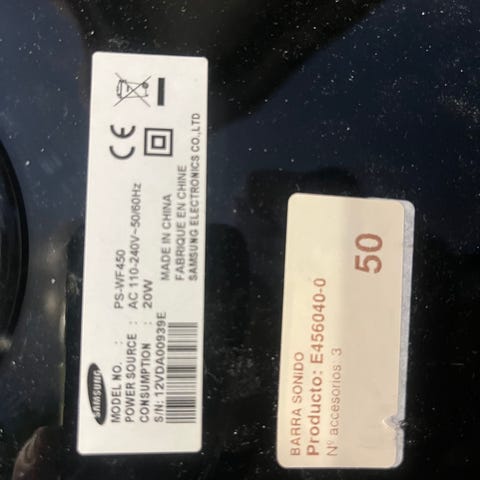 SAMSUNG
MODEL NO. : PS-WF450
POWER SOURCE : AC 110-240V~50/60Hz
CONSUMPTION : 20W
S/N: 12VDA00939E
MADE IN CHINA
FABRIQUE EN CHINE
SAMSUNG ELECTRONICS CO.,LTD
CE
BARRA SONIDO
Producto: E456040-0
Nº accesorios: 3
50